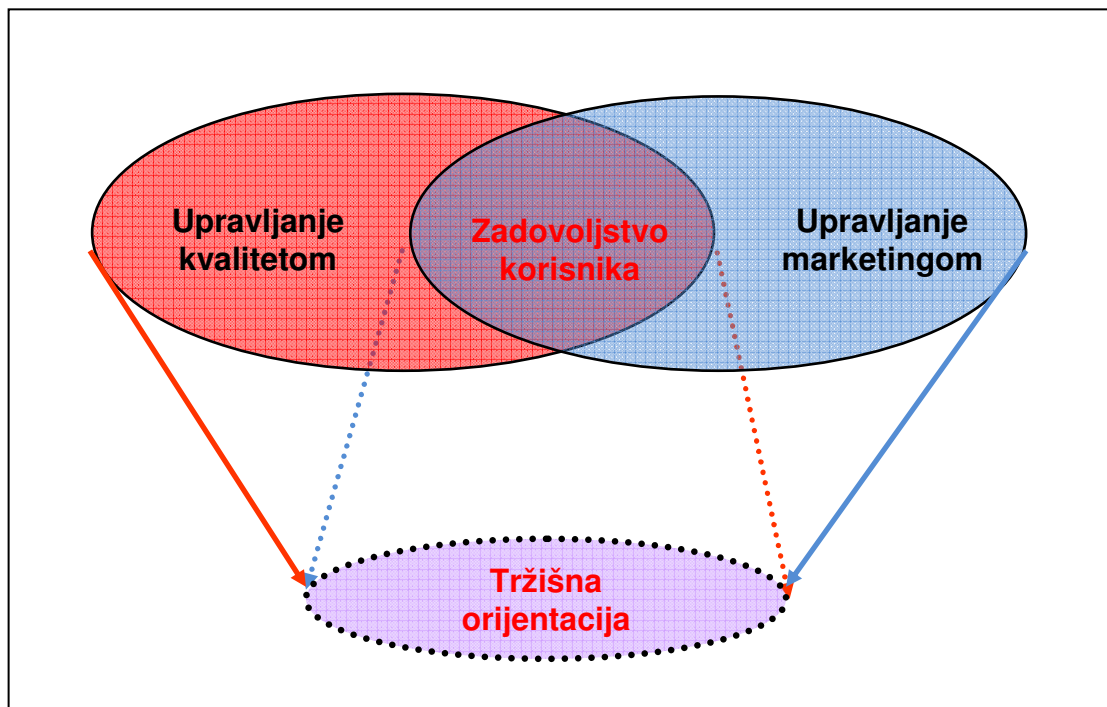 Upravljanje
kvalitetom
Zadovoljstvo
korisnika
Upravljanje
marketingom
Tržišna
orijentacija